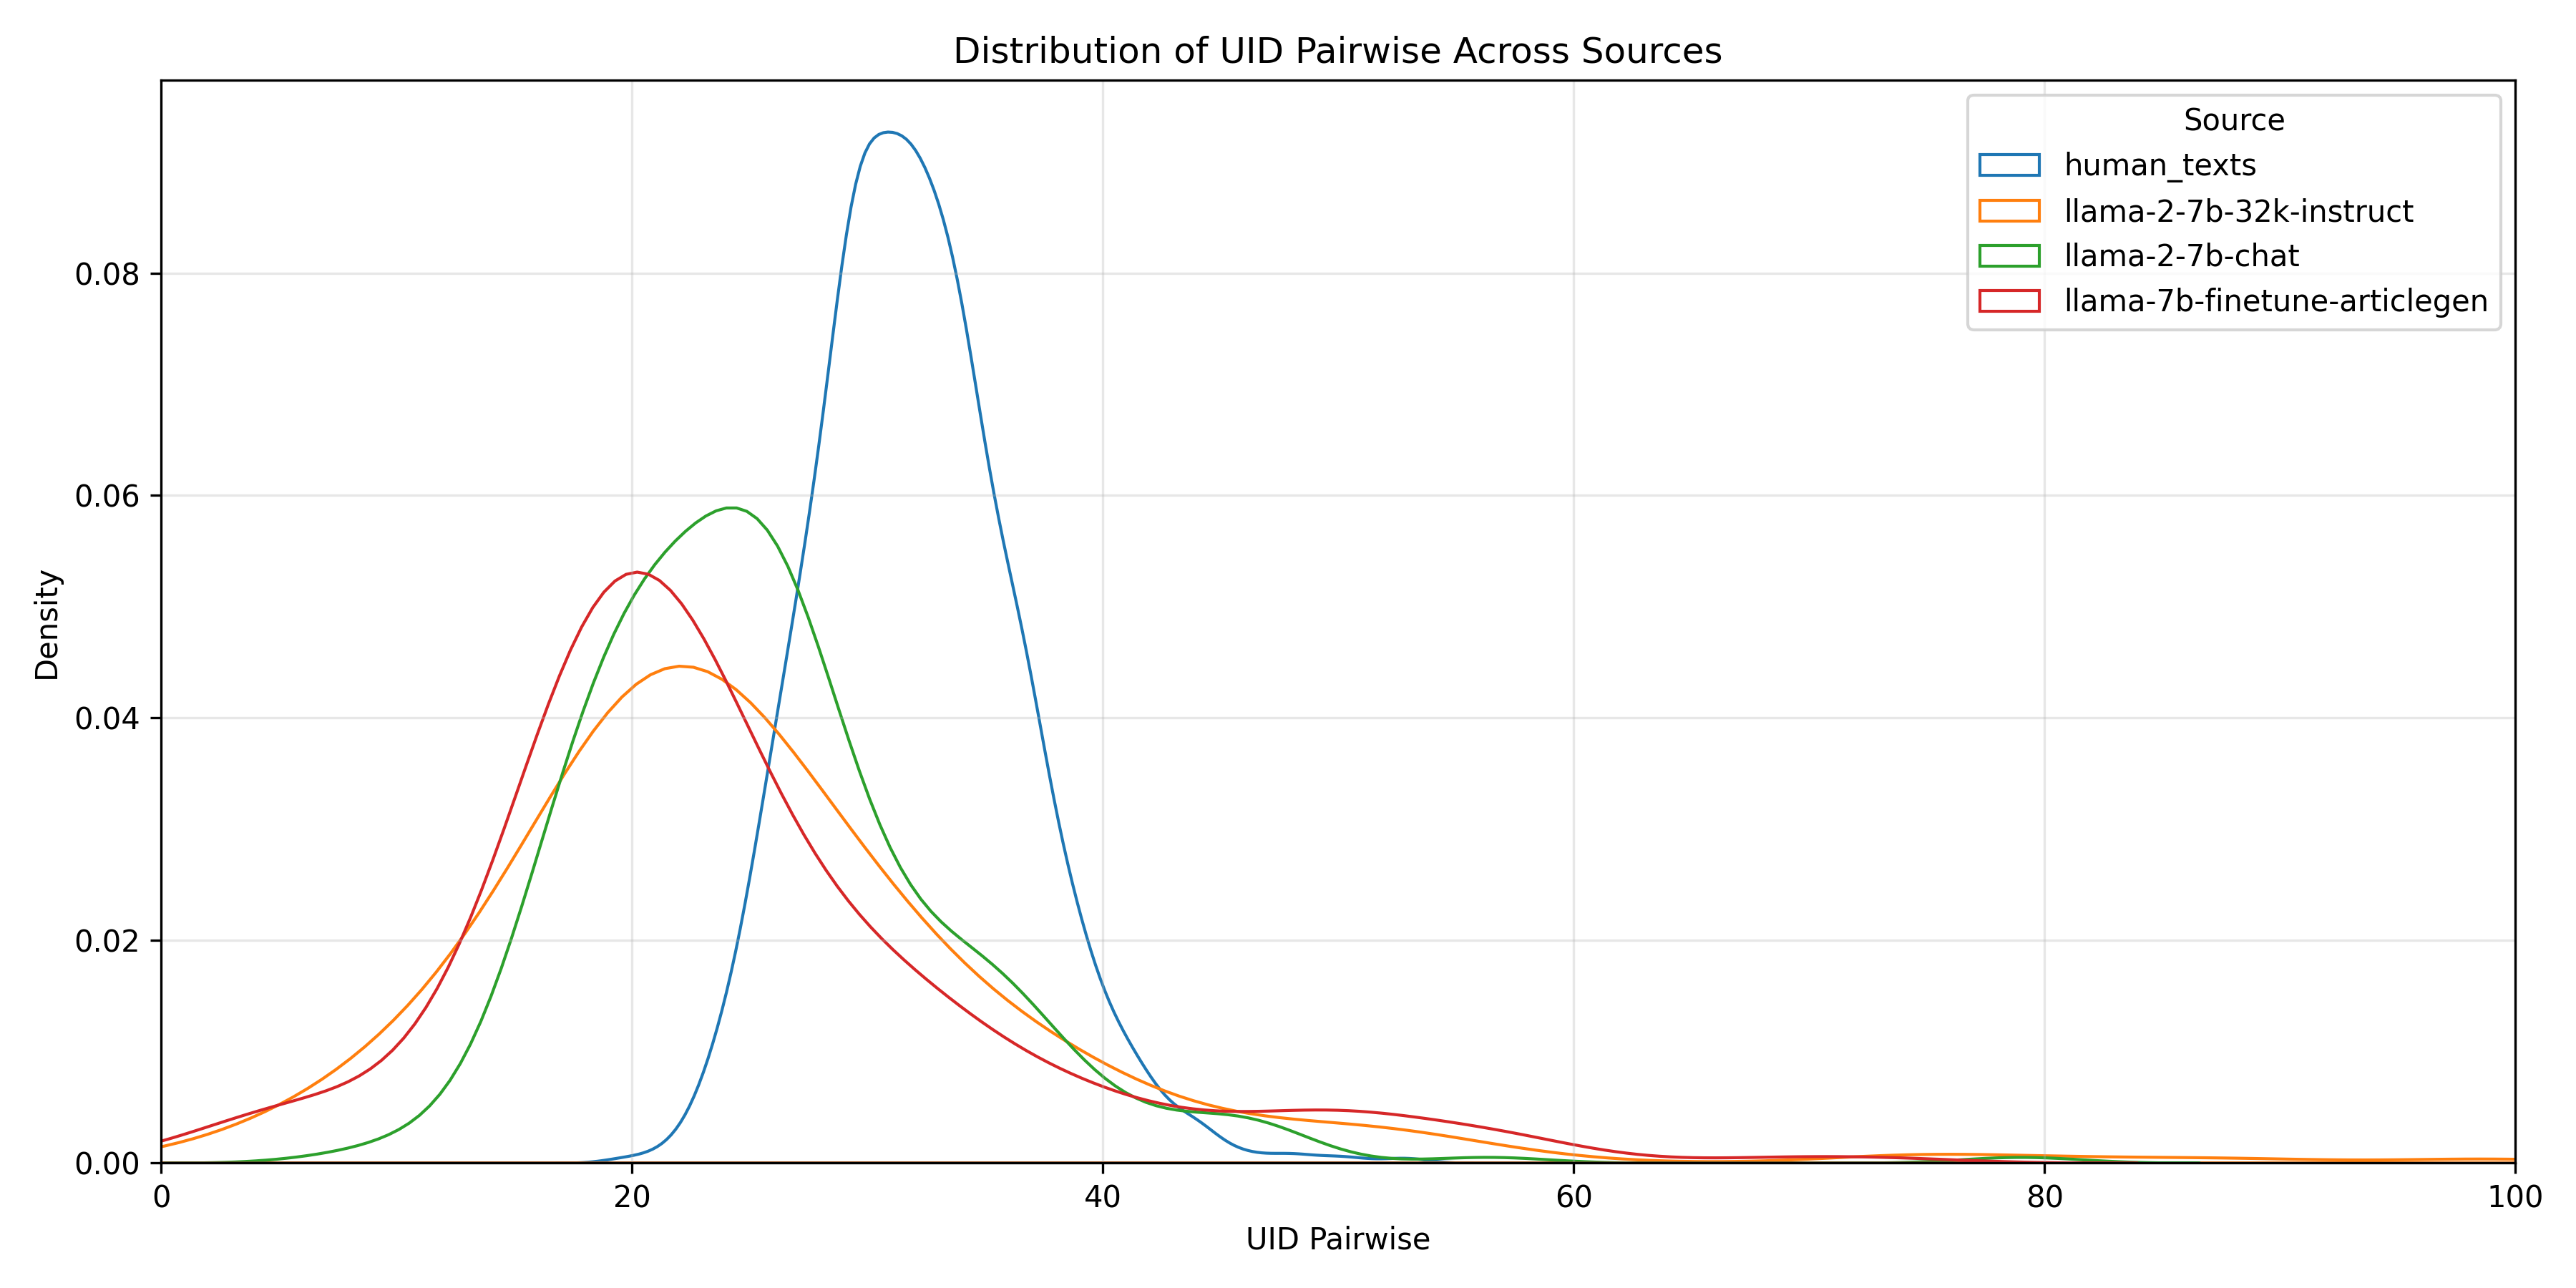 Distribution of UID Pairwise Across Sources
Source
human_texts
llama-2-7b-32k-instruct
llama-2-7b-chat
llama-7b-finetune-articlegen
Density
0.08
0.06
0.04
0.02
0.00
0 20 40 60 80 100
UID Pairwise